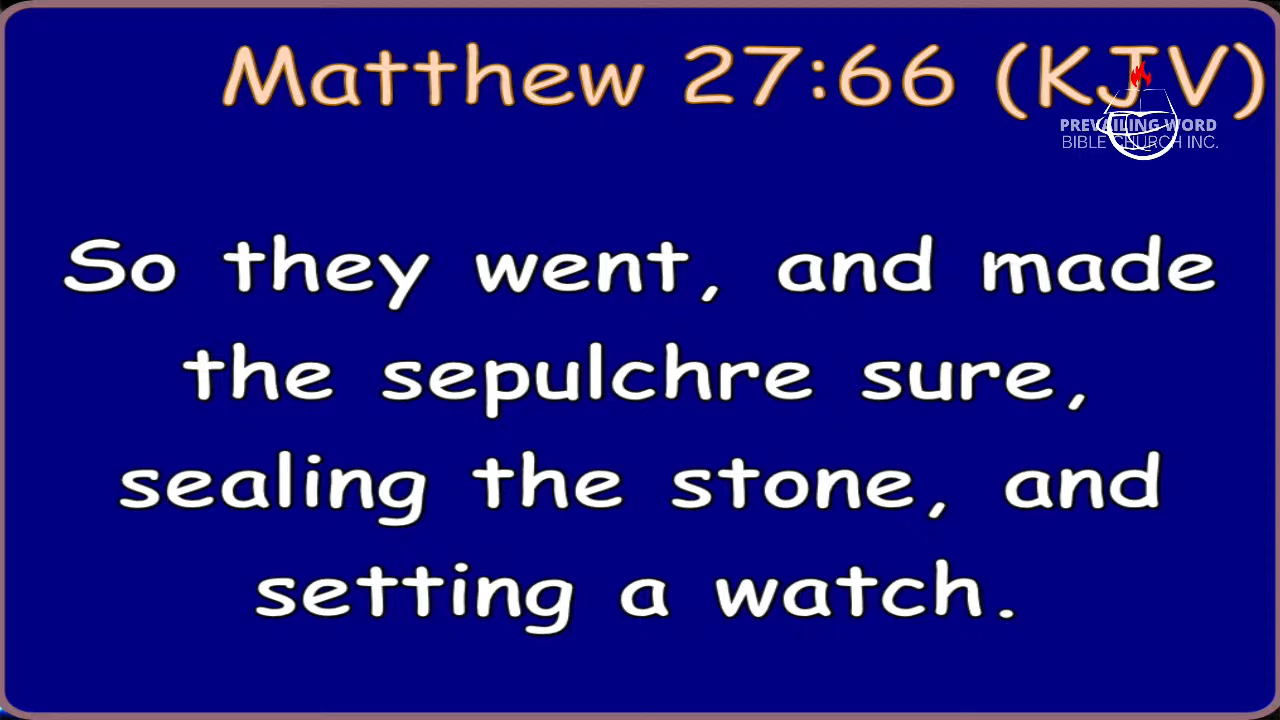 Matthew 27:66 (KJV)
PREVAILING WORD
BIBLE CHURCH INC.
So they went, and made
the sepulchre sure,
sealing the stone, and
setting a watch.